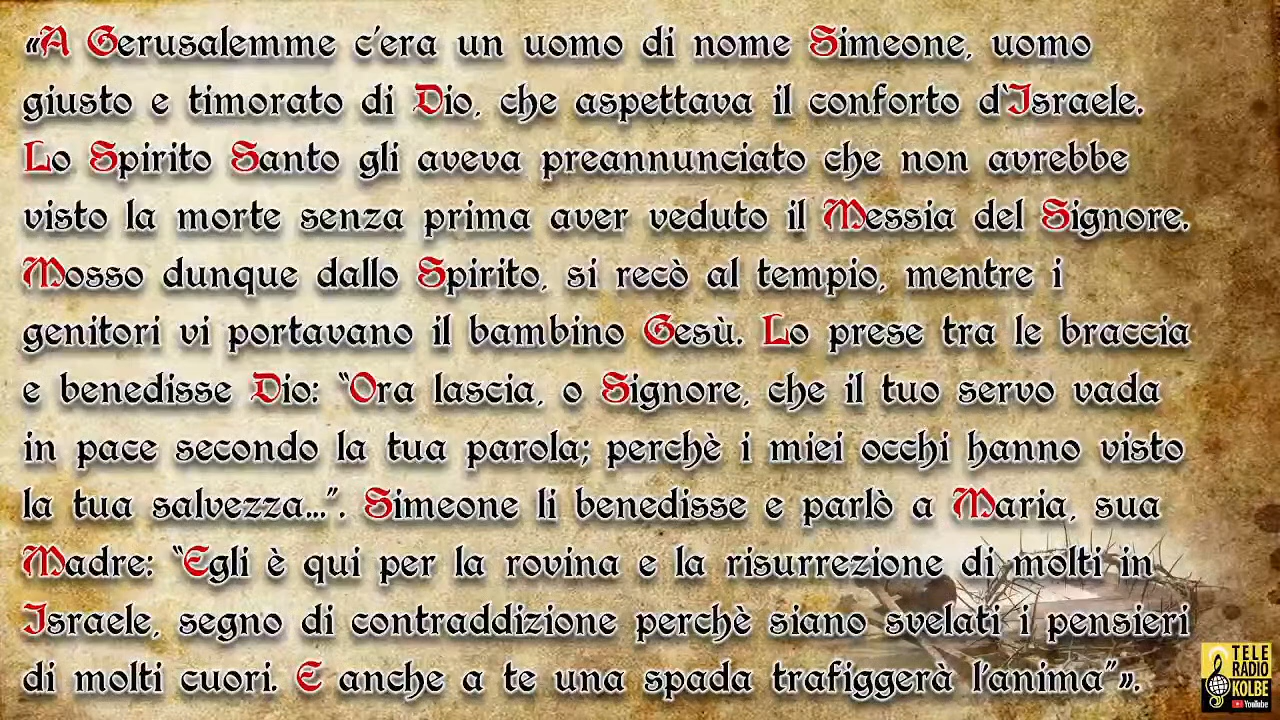 «A Gerusalemme c'era un uomo di nome Simeone, uomo
giusto e timorato di Dio, che aspettava il conforto d'Israele.
Lo Spirito Santo gli aveva preannunciato che non avrebbe
visto la morte senza prima aver veduto il Messia del Signore.
Mosso dunque dallo Spirito, si recò al tempio, mentre i
genitori vi portavano il bambino Gesù. Lo prese tra le braccia
e benedisse Dio: “Ora lascia, o Signore, che il tuo servo vada
in pace secondo la tua parola; perchè i miei occhi hanno visto
la tua salvezza...”. Simeone li benedisse e parlò a Maria, sua
Madre: “Egli è qui per la rovina e la risurrezione di molti in
Israele, segno di contraddizione perchè siano svelati i pensieri
di molti cuori. E anche a te una spada trafiggerà l'anima”».
TELE
RADIO
KOLBE
YouTube